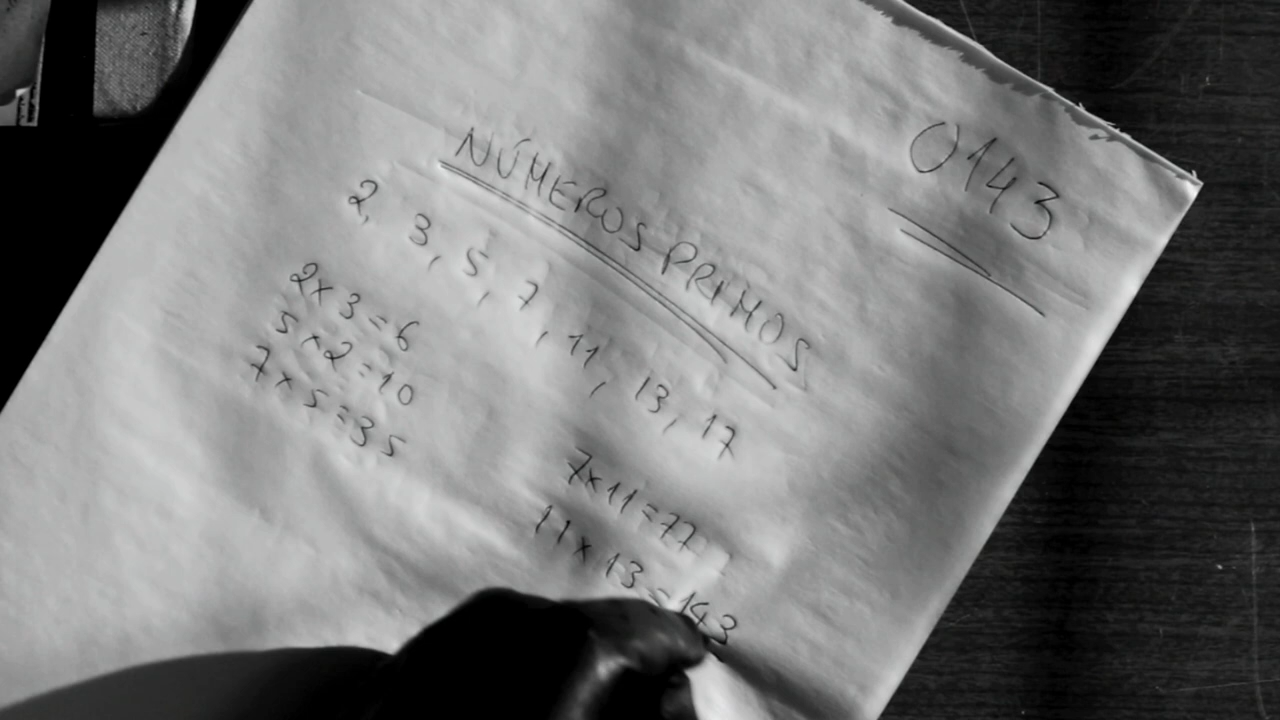 0143
NÚMEROS PRIMOS
2, 3, 5, 7, 11, 13, 17
2x3=6
5x2=10
7x5=35
7x11=77
11x13=143